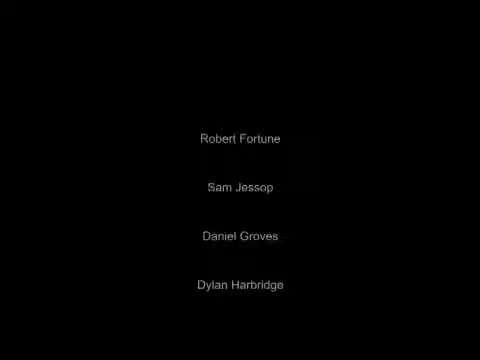 Robert Fortune
Sam Jessop
Daniel Groves
Dylan Harbridge